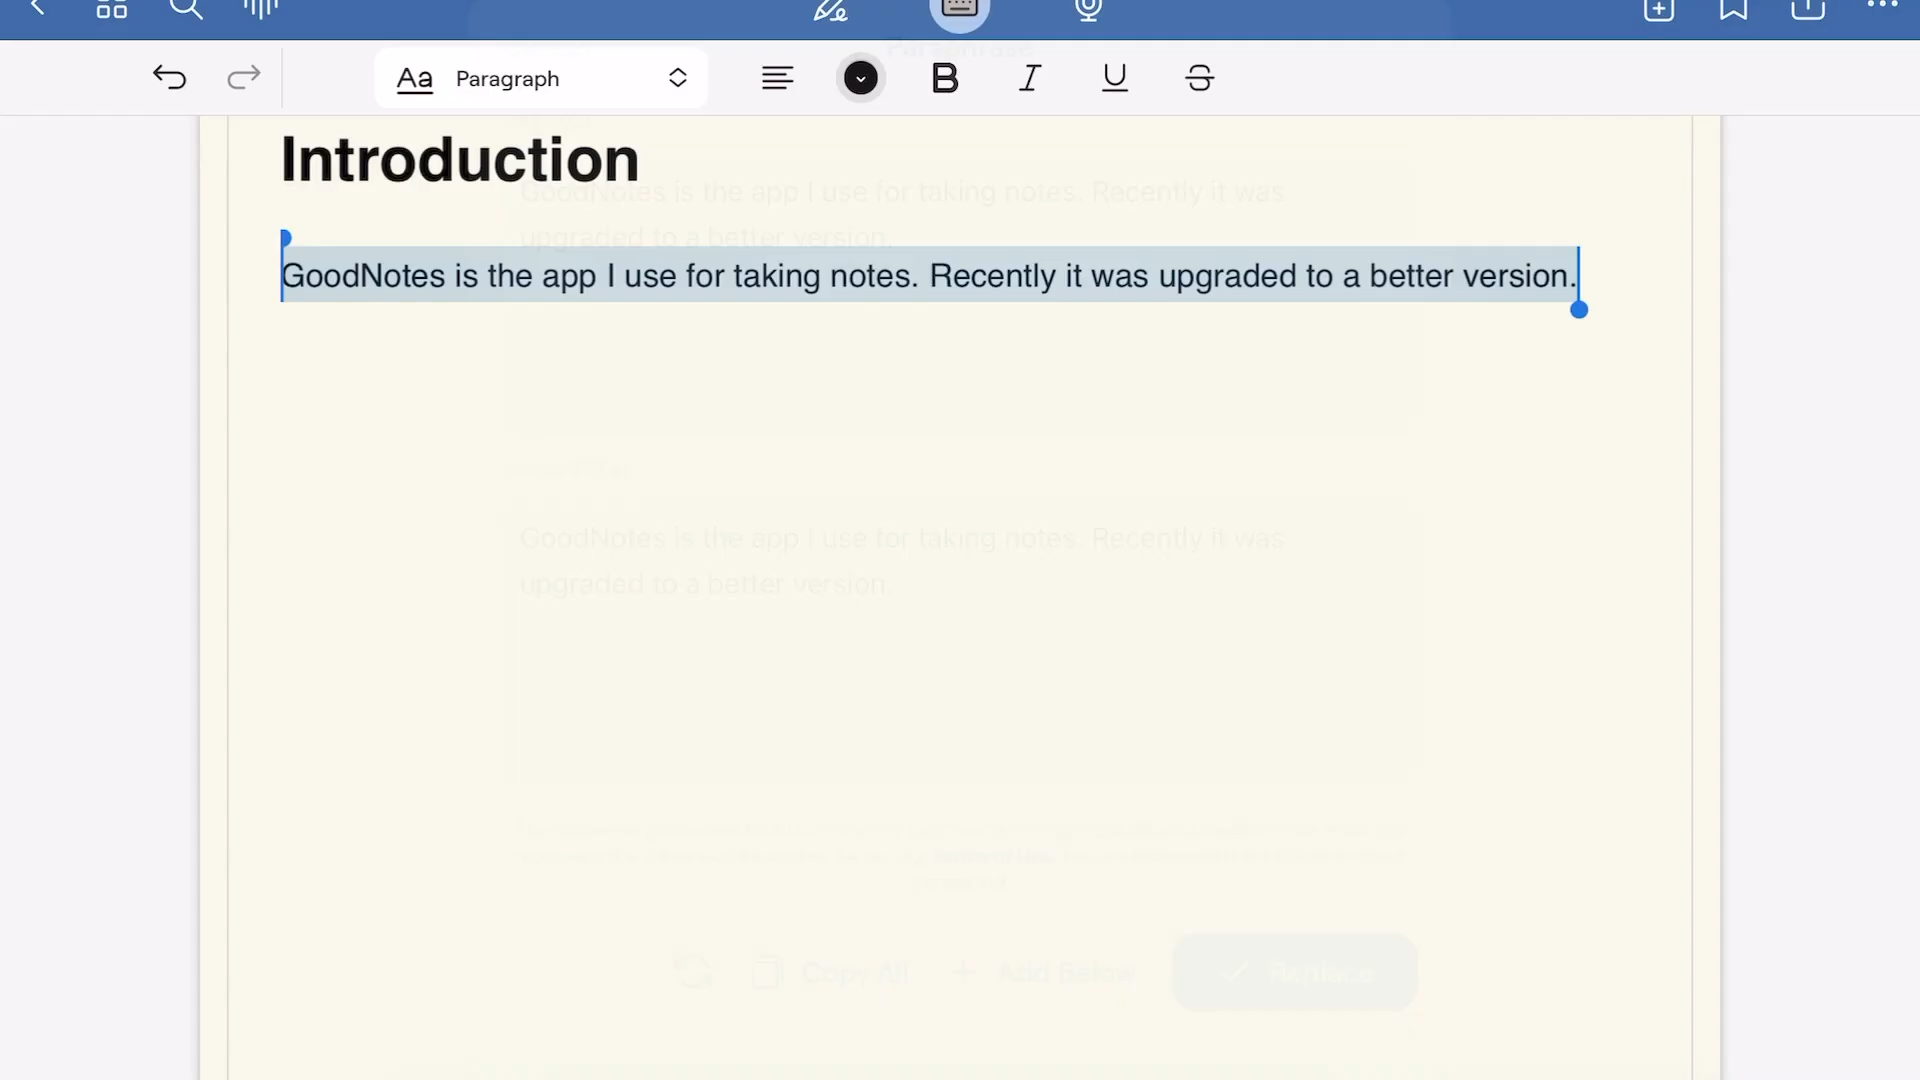 Paraphrase
Aa Paragraph
B I U S
Introduction
GoodNotes is the app I use for taking notes. Recently it was
upgraded to a better version.
GoodNotes is the app I use for taking notes. Recently it was upgraded to a better version.
GoodNotes is the app I use for taking notes. Recently it was
upgraded to a better version.
Copy All
Add Below
Replace